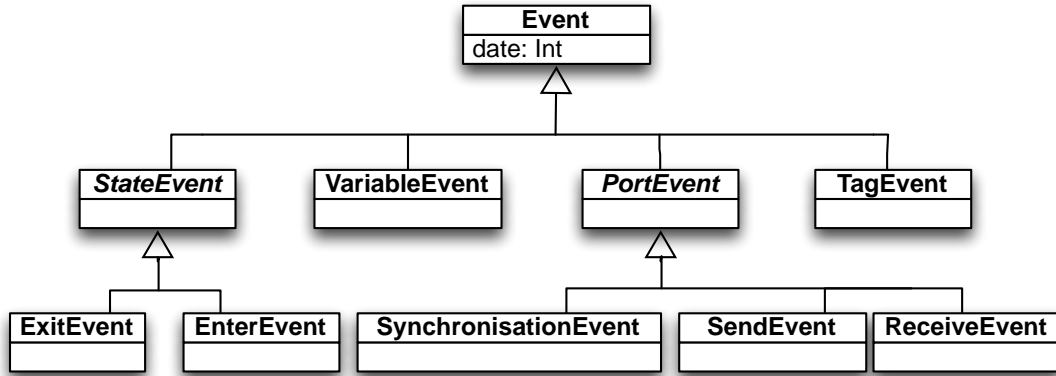 Event
date: Int
StateEvent
VariableEvent
PortEvent
TagEvent
ExitEvent
EnterEvent
SynchronisationEvent
SendEvent
ReceiveEvent